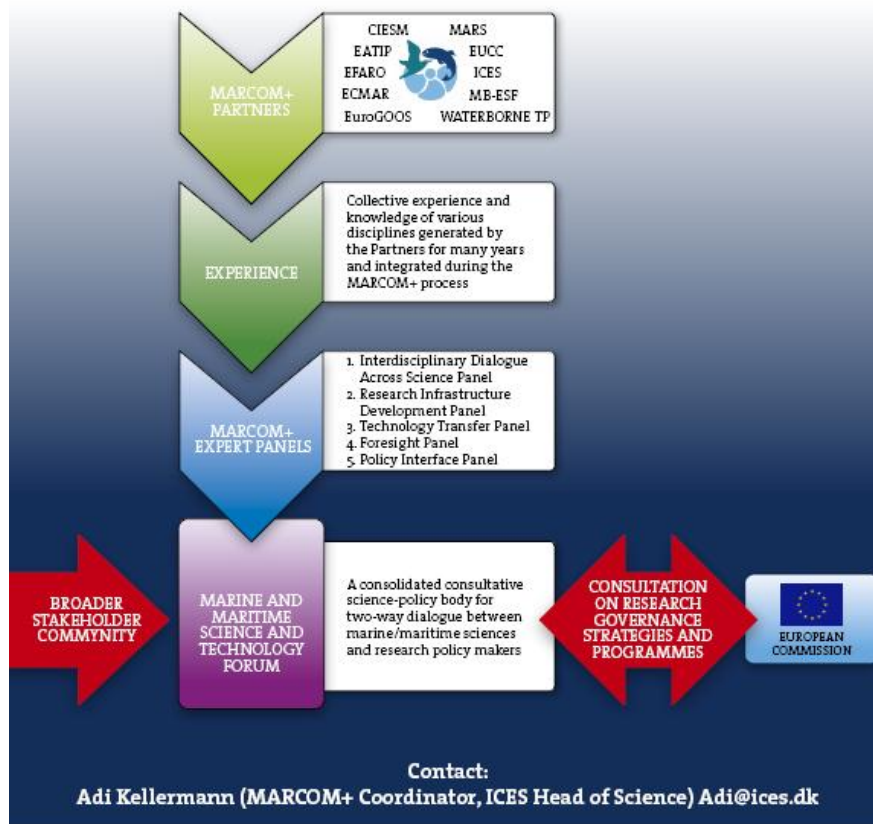 MARCOM+
PARTNERS
CIESM MARS
EATIP EUCC
EFARO ICES
ECMAR MB-ESF
EuroGOOS WATERBORNE TP
EXPERIENCE
Collective experience and
knowledge of various
disciplines generated by
the Partners for many years
and integrated during the
MARCOM+ process
MARCOM+
EXPERT PANELS
1. Interdisciplinary Dialogue
Across Science Panel
2. Research Infrastructure
Development Panel
3. Technology Transfer Panel
4. Foresight Panel
5. Policy Interface Panel
BROADER
STAKEHOLDER
COMMYNITY
MARINE AND
MARITIME
SCIENCE AND
TECHNOLOGY
FORUM
A consolidated consultative
science-policy body for
two-way dialogue between
marine/maritime sciences
and research policy makers
CONSULTATION
ON RESEARCH
GOVERNANCE
STRATEGIES AND
PROGRAMMES
EUROPEAN
COMMISSION
Contact:
Adi Kellermann (MARCOM+ Coordinator, ICES Head of Science) Adi@ices.dk